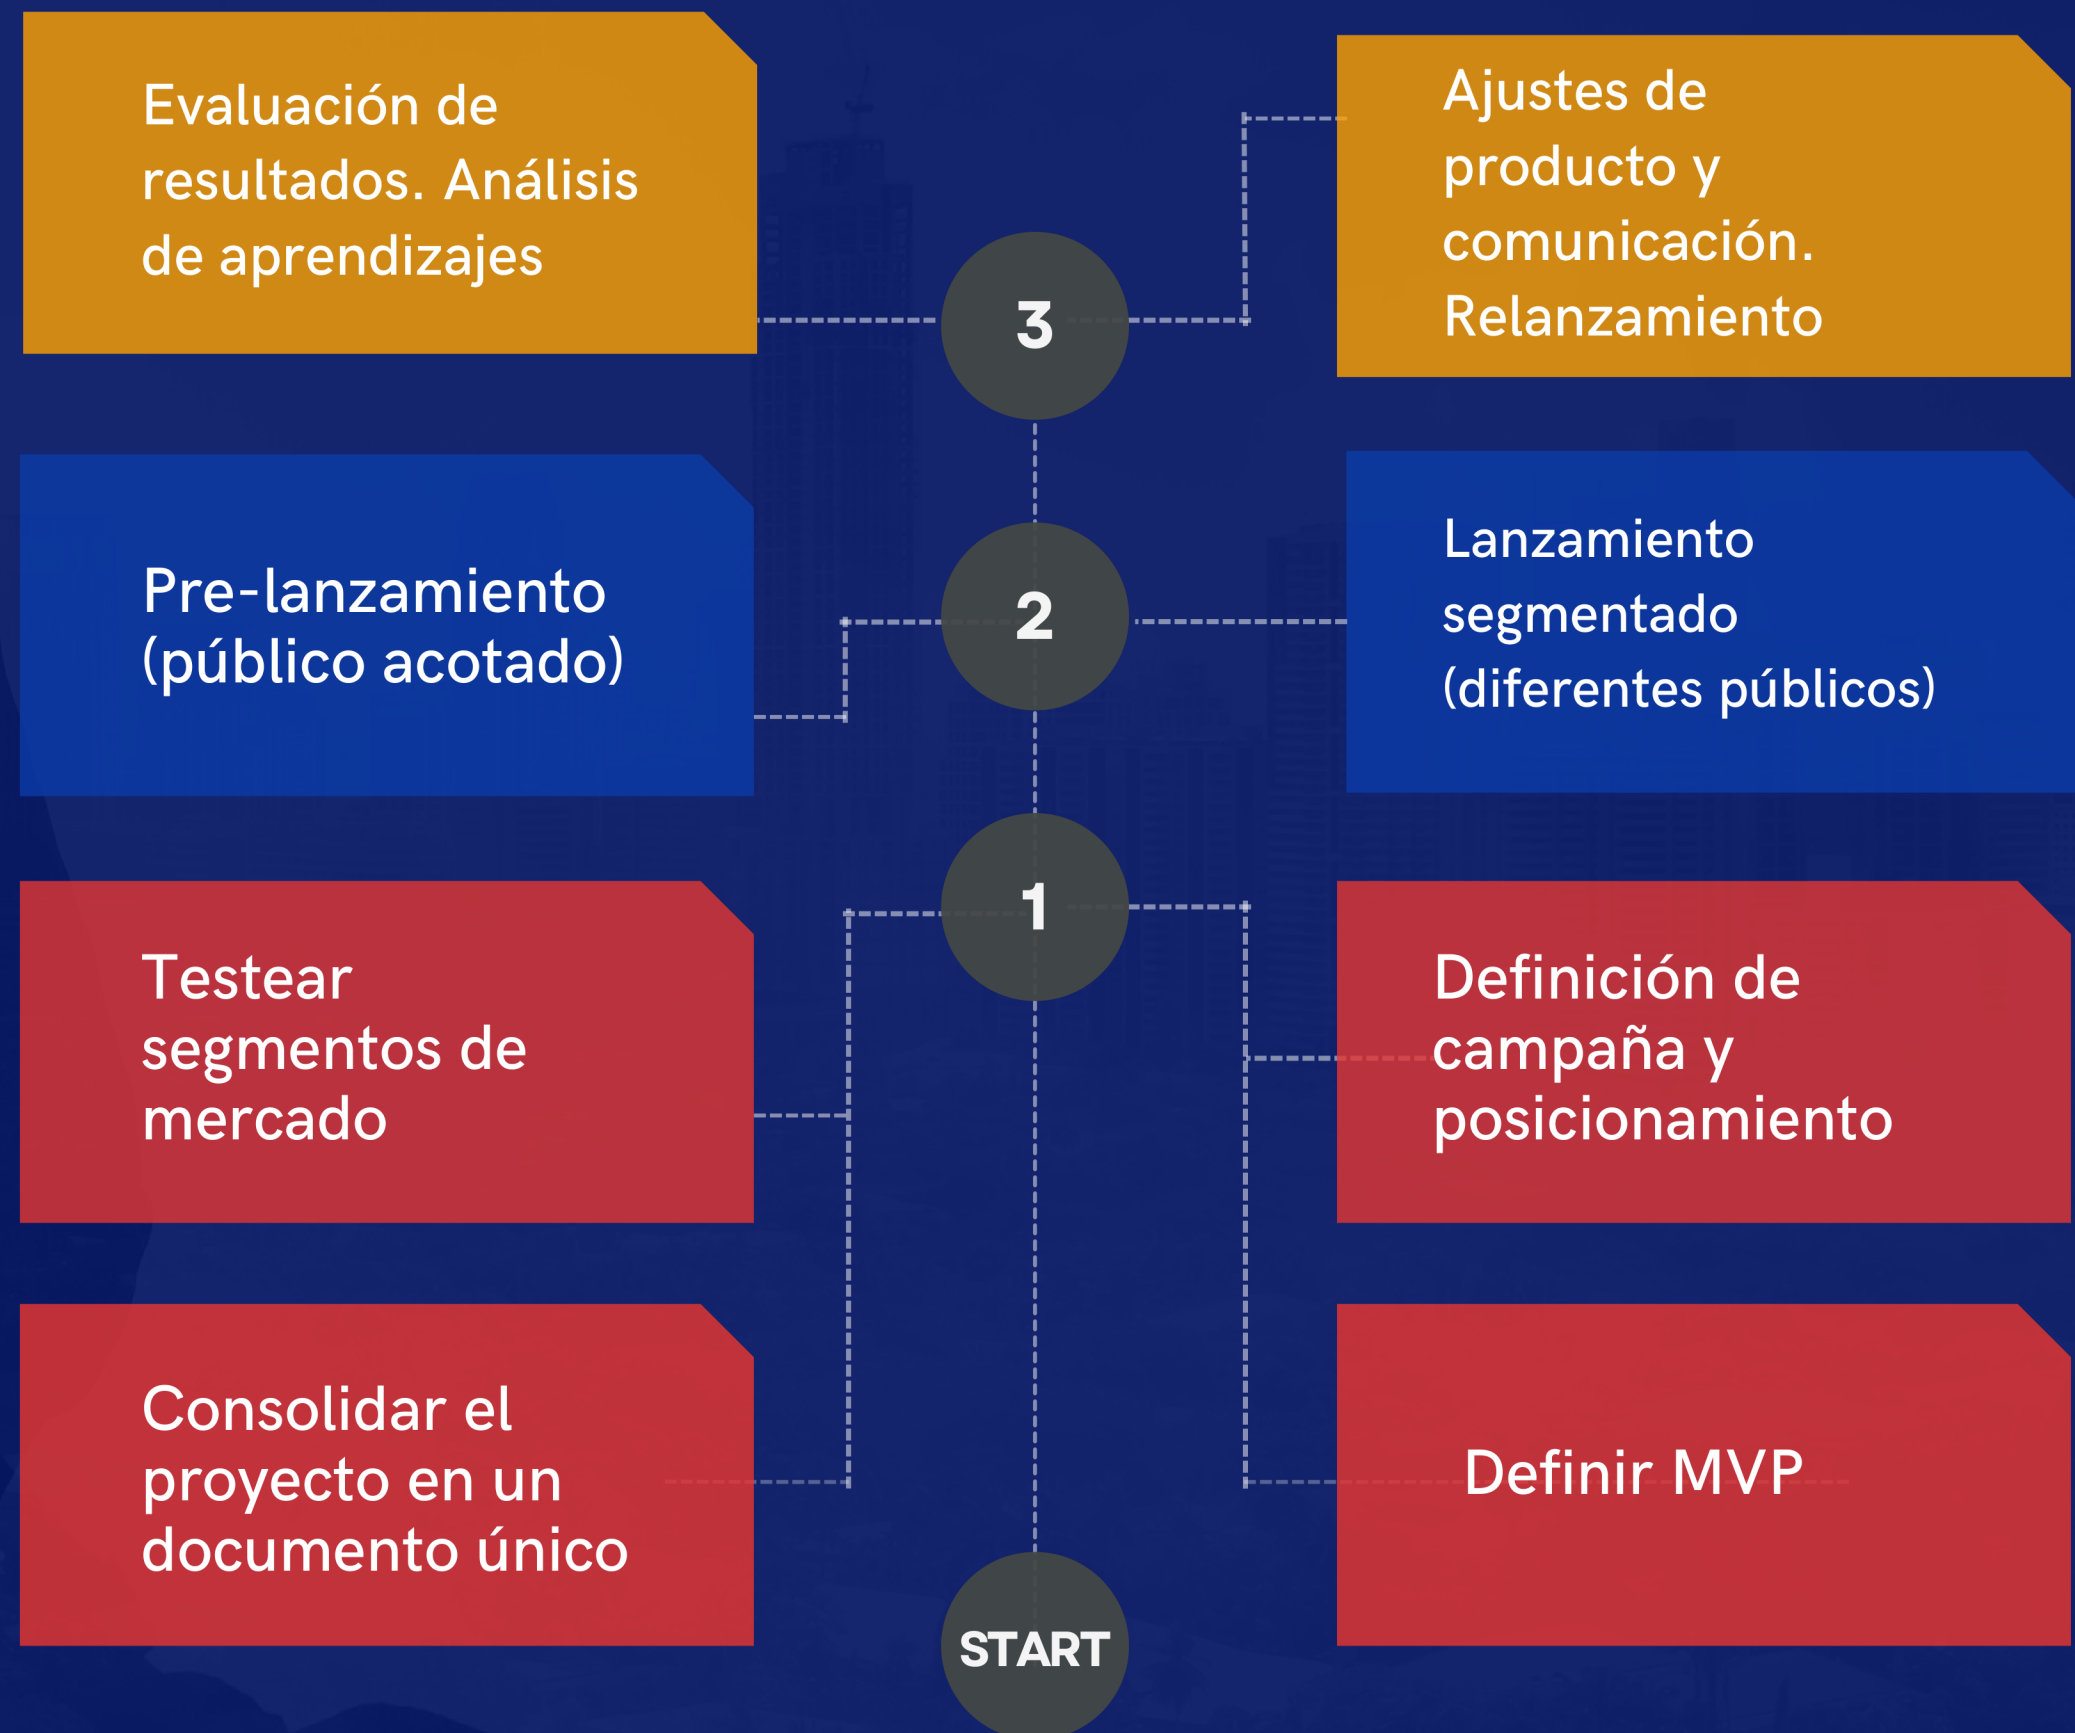 Evaluación de
resultados. Análisis
de aprendizajes
Ajustes de
producto y
comunicación.
Relanzamiento
3
Pre-lanzamiento
(público acotado)
2
Lanzamiento
segmentado
(diferentes públicos)
1
Testear
segmentos de
mercado
Definición de
campaña y
posicionamiento
Consolidar el
proyecto en un
documento único
Definir MVP
START